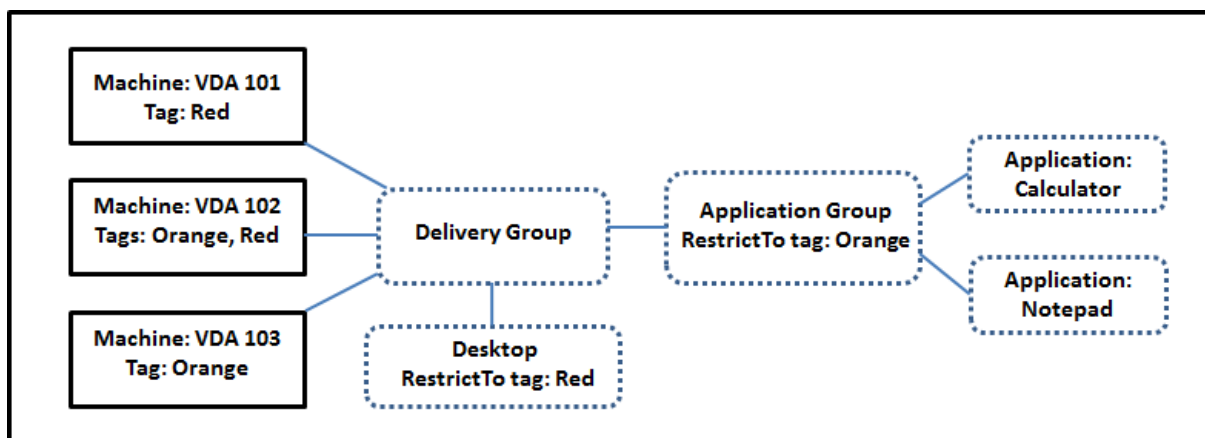 Machine: VDA 101
Tag: Red
Machine: VDA 102
Tags: Orange, Red
Machine: VDA 103
Tag: Orange
Delivery Group
Desktop
RestrictTo tag: Red
Application Group
RestrictTo tag: Orange
Application:
Calculator
Application:
Notepad